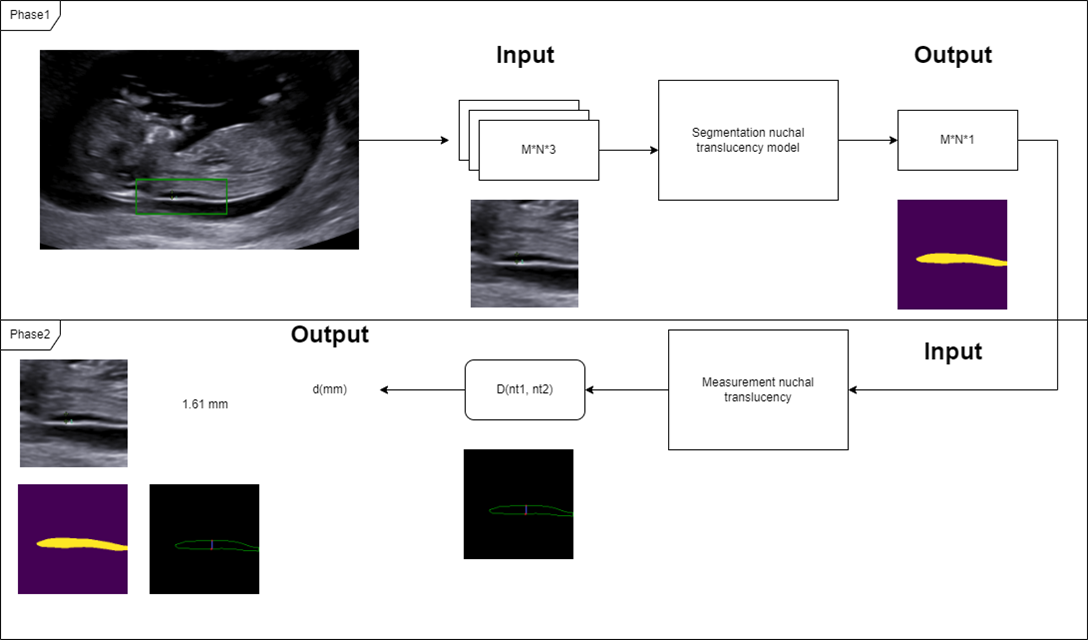 Phase1
Input
Output
M*N*3
Segmentation nuchal
translucency model
M*N*1
Phase2
Output
Input
1.61 mm
d(mm)
D(nt1, nt2)
Measurement nuchal
translucency